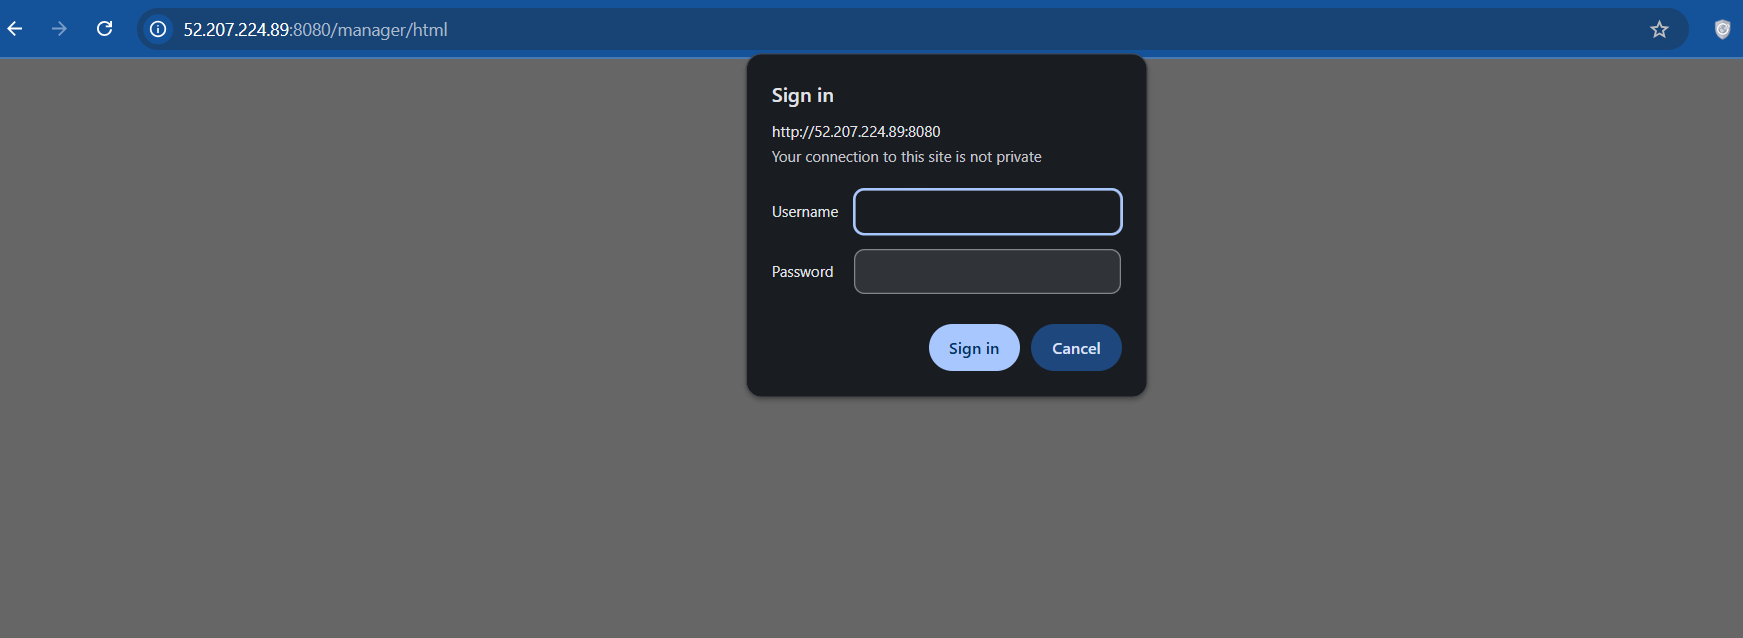 52.207.224.89:8080/manager/html
Sign in
http://52.207.224.89:8080
Your connection to this site is not private
Username
Password
Sign in
Cancel